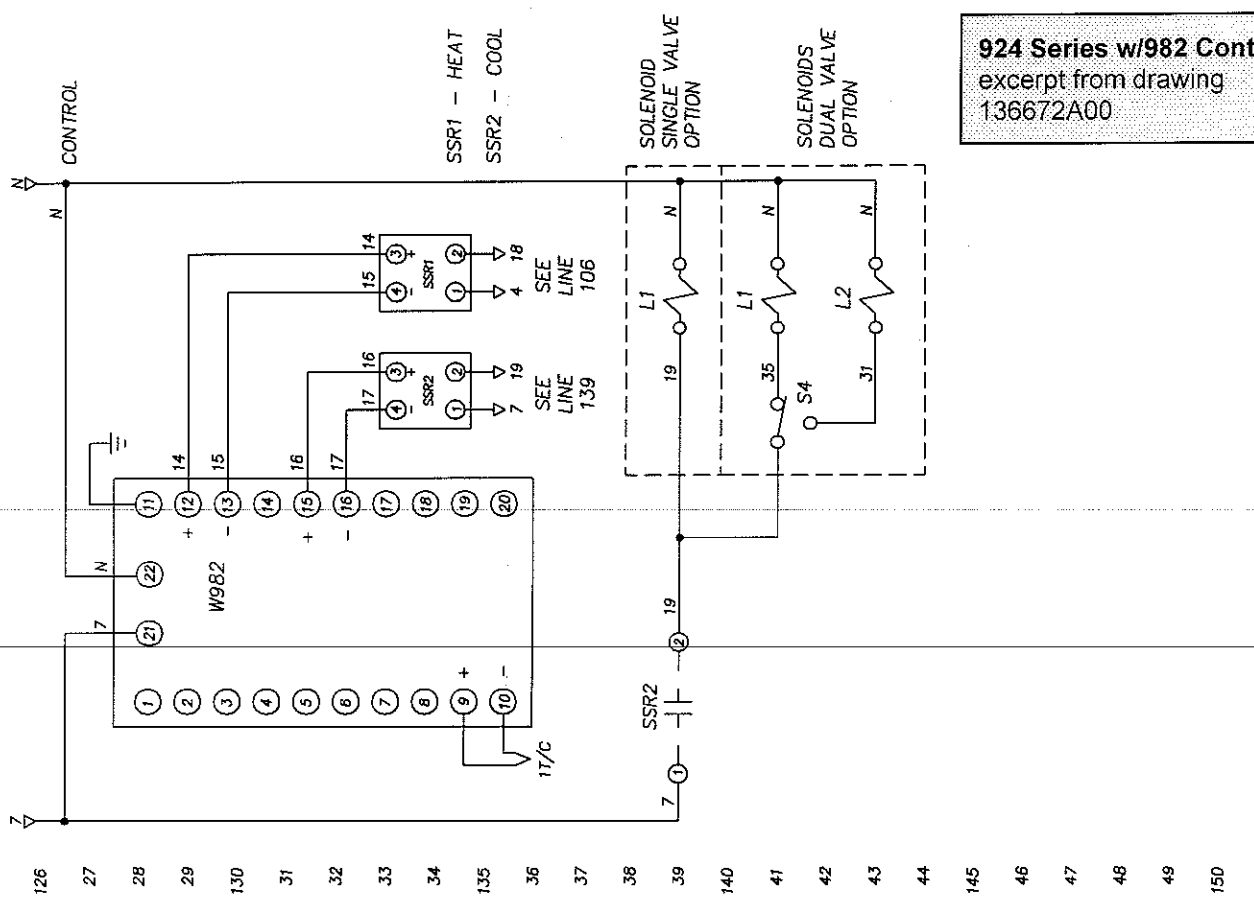 924 Series w/982 Cont
excerpt from drawing
136672A00
CONTROL
N
N
SSR1 - HEAT
SSR2 - COOL
SOLENOID
SINGLE VALVE
OPTION
SOLENOIDS
DUAL VALVE
OPTION
14
15
3 +
4 -
SSR1
2
1
18
4
SEE
LINE
106
16
17
3 +
4 -
SSR2
2
1
19
7
SEE
LINE
139
N
L1
19
N
L1
35
S4
N
L2
31
14
15
16
17
11
12 +
13 -
14
15 +
16 -
17
18
19
20
N
22
W982
7
21
1
2
3
4
5
6
7
8
9 +
10 -
1T/C
19
2
SSR2
1
7
7
126
27
28
29
130
31
32
33
34
135
36
37
38
39
140
41
42
43
44
145
46
47
48
49
150